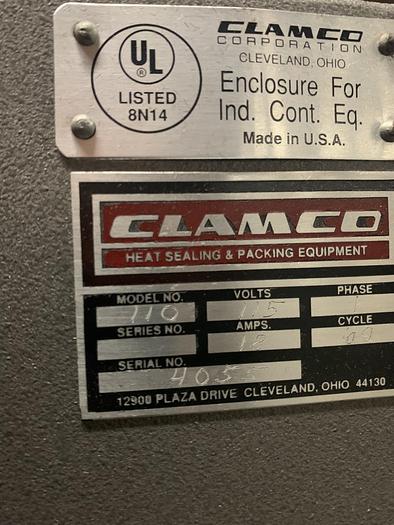 UL
®
LISTED
8N14
CLAMCO
CORPORATION
CLEVELAND, OHIO
Enclosure For
Ind. Cont. Eq.
Made in U.S.A.
CLAMCO
HEAT SEALING & PACKING EQUIPMENT
MODEL NO. VOLTS PHASE
110 115 1
SERIES NO. AMPS. CYCLE
12 60
SERIAL NO.
4055
12900 PLAZA DRIVE CLEVELAND, OHIO 44130